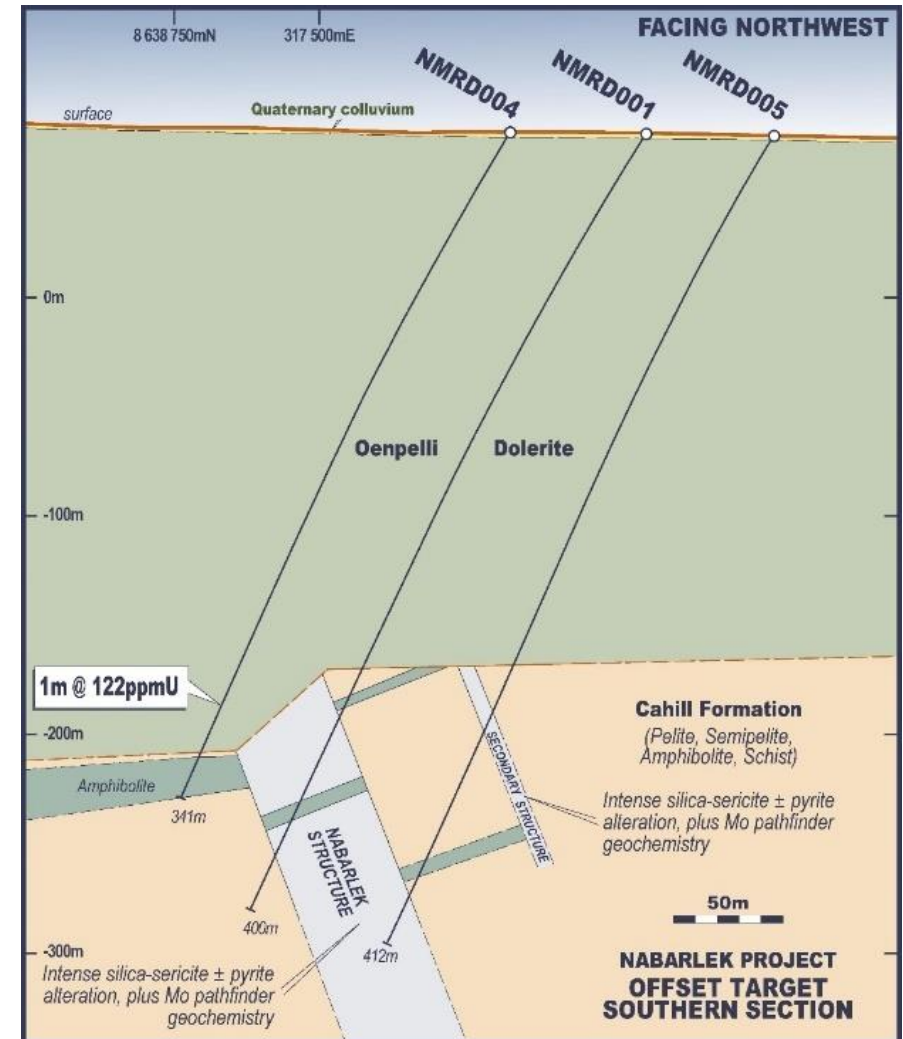 FACING NORTHWEST
8 638 750mN
317 500mE
NMRD004
NMRD001
NMRD005
surface
Quaternary colluvium
0m
Oenpelli
Dolerite
-100m
1m @ 122ppmU
-200m
Cahill Formation
(Pelite, Semipelite,
Amphibolite, Schist)
SECONDARY STRUCTURE
Amphibolite
341m
Intense silica-sericite ± pyrite
alteration, plus Mo pathfinder
geochemistry
NABARLEK
STRUCTURE
400m
412m
50m
-300m
Intense silica-sericite ± pyrite
alteration, plus Mo pathfinder
geochemistry
NABARLEK PROJECT
OFFSET TARGET
SOUTHERN SECTION